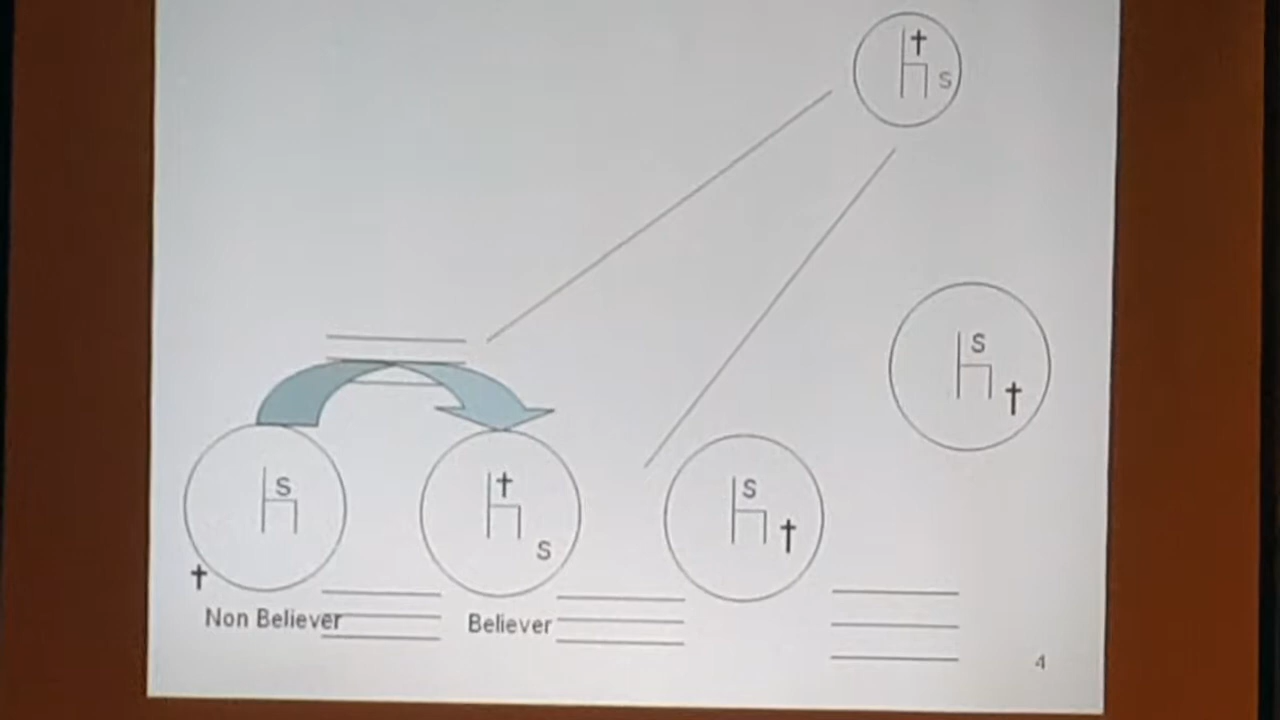 † s
s †
s
† s
s †
†
Non Believer
Believer
4